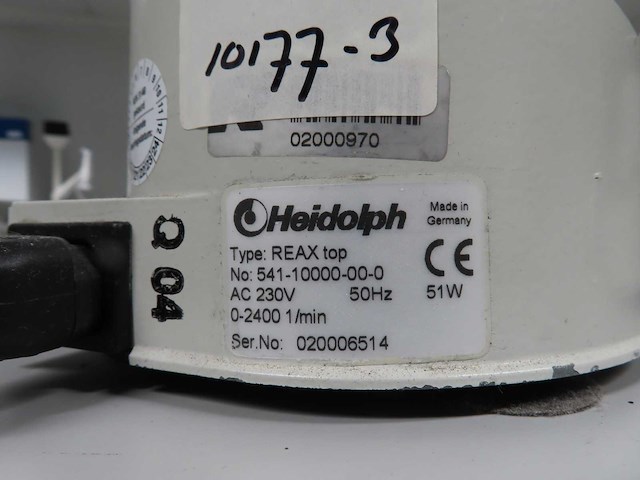 10177-3
02000970
Heidolph
Made in
Germany
Type: REAX top
No: 541-10000-00-0
CE
AC 230V 50Hz 51W
0-2400 1/min
Ser.No: 020006514
Q 04